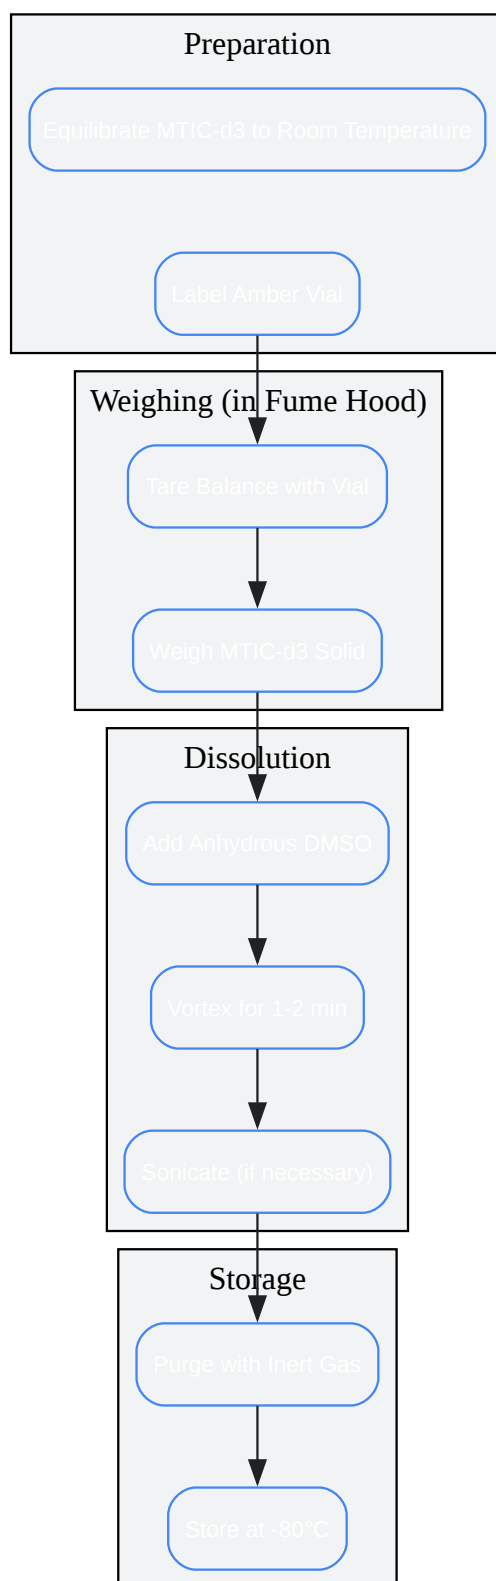 Preparation
Equilibrate MTIC-d3 to Room Temperature
Label Amber Vial
Weighing (in Fume Hood)
Tare Balance with Vial
Weigh MTIC-d3 Solid
Dissolution
Add Anhydrous DMSO
Vortex for 1-2 min
Sonicate (if necessary)
Storage
Purge with Inert Gas
Store at -80°C